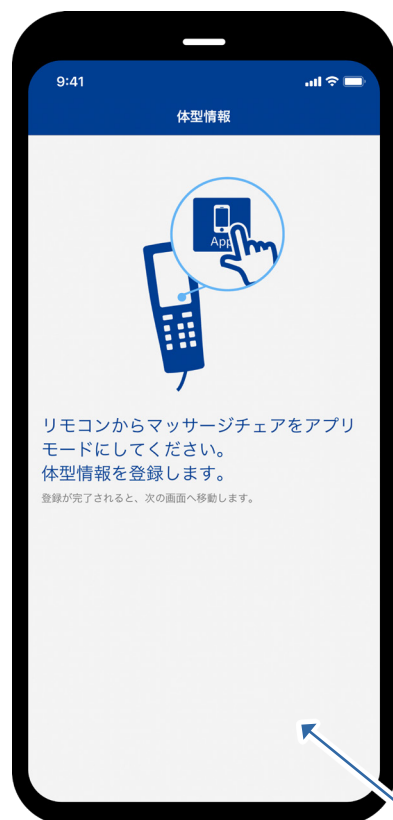 9:41
体型情報
App
リモコンからマッサージチェアをアプリ
モードにしてください。
体型情報を登録します。
登録が完了されると、次の画面へ移動します。